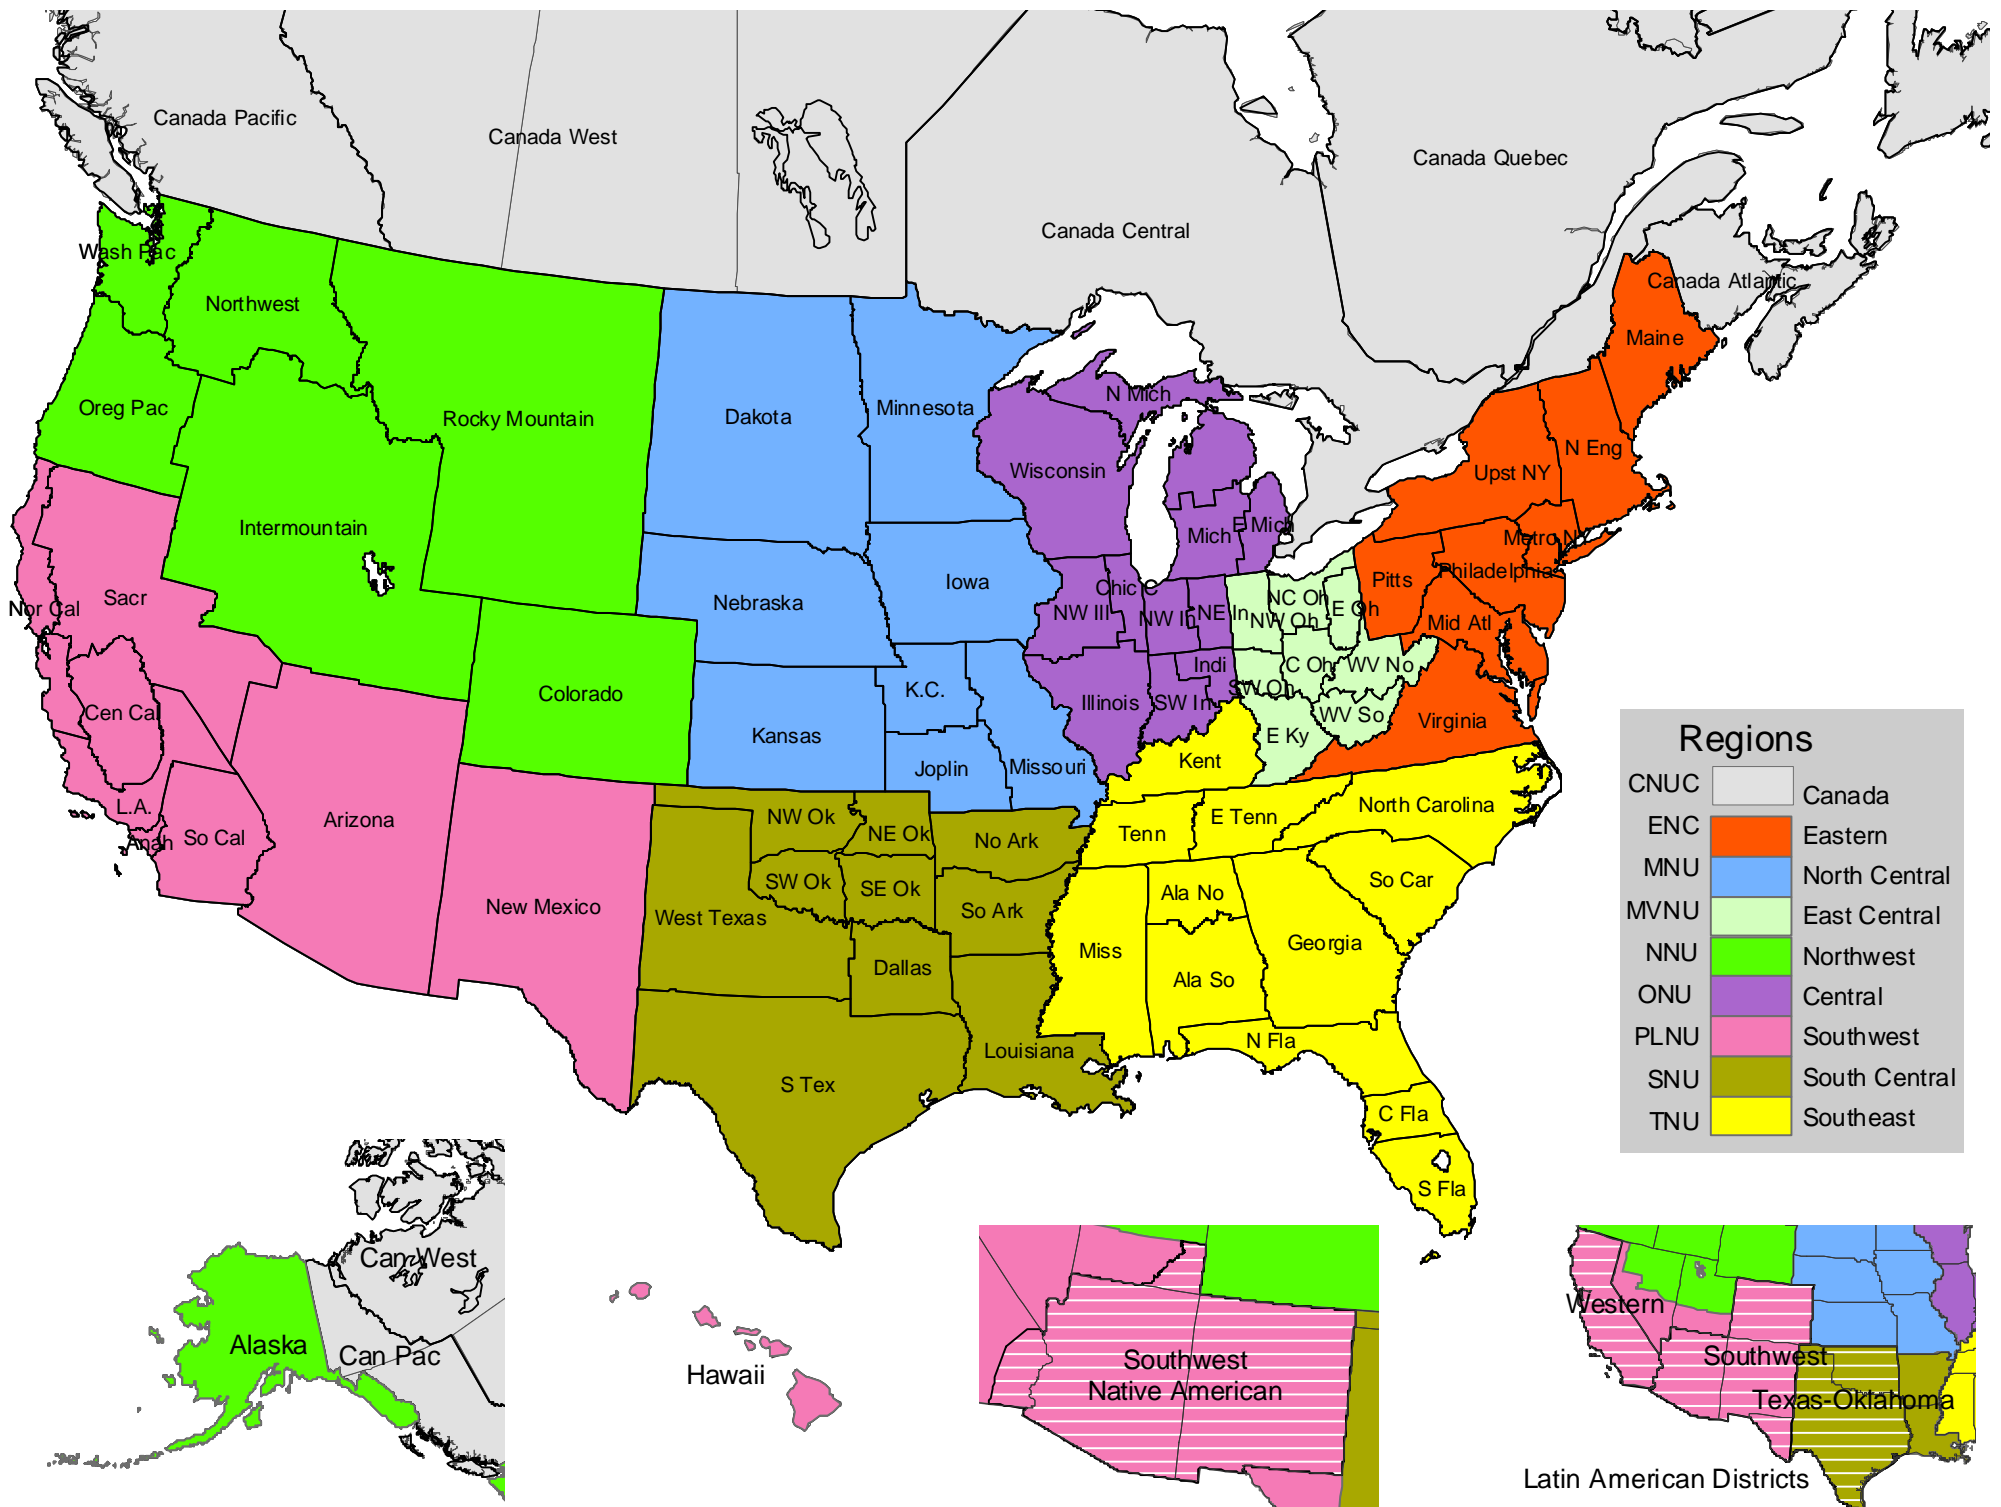 Canada Pacific
Canada West
Canada Quebec
Canada Central
Canada Atlantic
Wash Pac
Northwest
Maine
Oreg Pac
Rocky Mountain
Dakota
Minnesota
N Mich
N Eng
Wisconsin
Upst NY
Intermountain
Mich
E Mich
Metro NY
Iowa
Pitts
Philadelphia
Nor Cal
Sacr
Nebraska
Chic C
NW Ill
NW In
NE In
NC Oh
NW Oh
E Oh
Mid Atl
Colorado
K.C.
Indi
C Oh
WV No
SW Oh
Illinois
SW In
WV So
Virginia
Cen Cal
Kansas
E Ky
Joplin
Missouri
Kent
L.A.
Anah
So Cal
Arizona
NW Ok
NE Ok
No Ark
Tenn
E Tenn
North Carolina
SW Ok
SE Ok
Ala No
So Car
New Mexico
West Texas
So Ark
Miss
Georgia
Dallas
Ala So
Louisiana
N Fla
S Tex
C Fla
S Fla
Regions
CNUC Canada
ENC Eastern
MNU North Central
MVNU East Central
NNU Northwest
ONU Central
PLNU Southwest
SNU South Central
TNU Southeast
Can West
Alaska
Can Pac
Hawaii
Southwest
Native American
Western
Southwest
Texas-Oklahoma
Latin American Districts